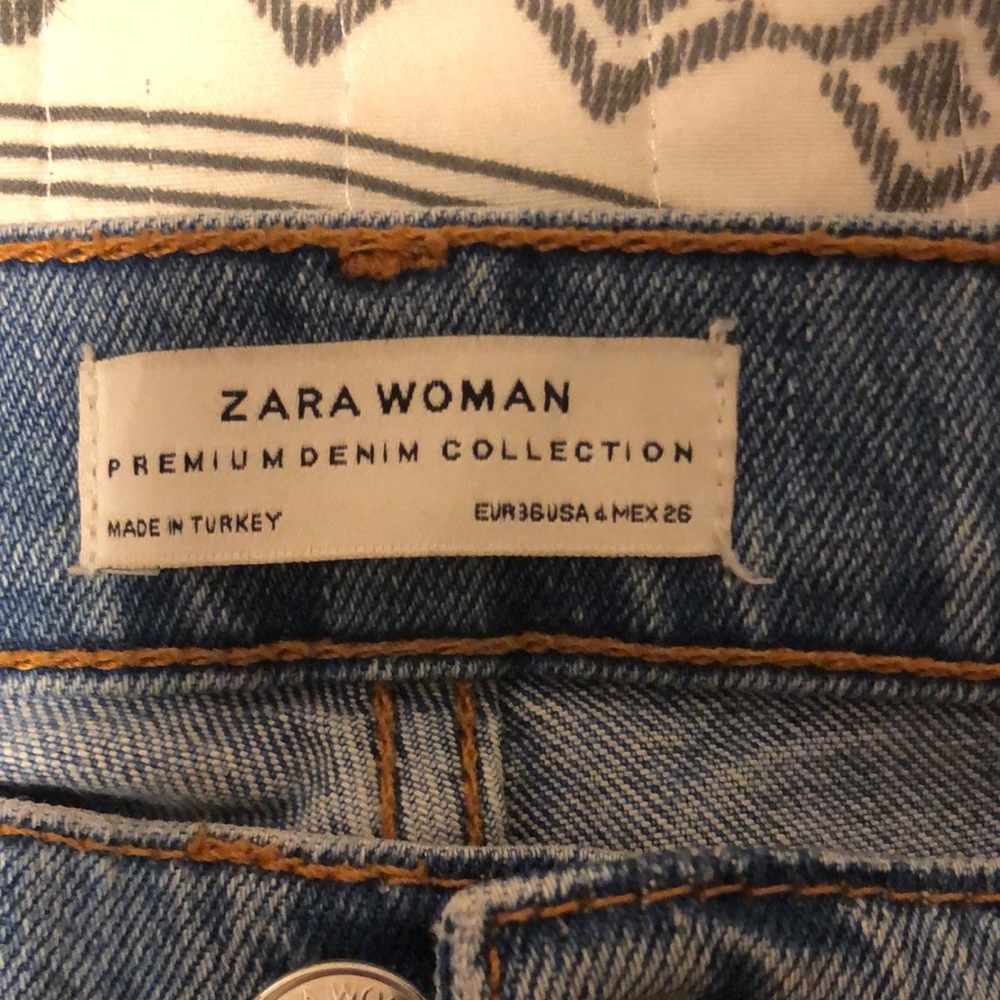 ZARA WOMAN
PREMIUM DENIM COLLECTION
MADE IN TURKEY
EUR 36 USA 4 MEX 26